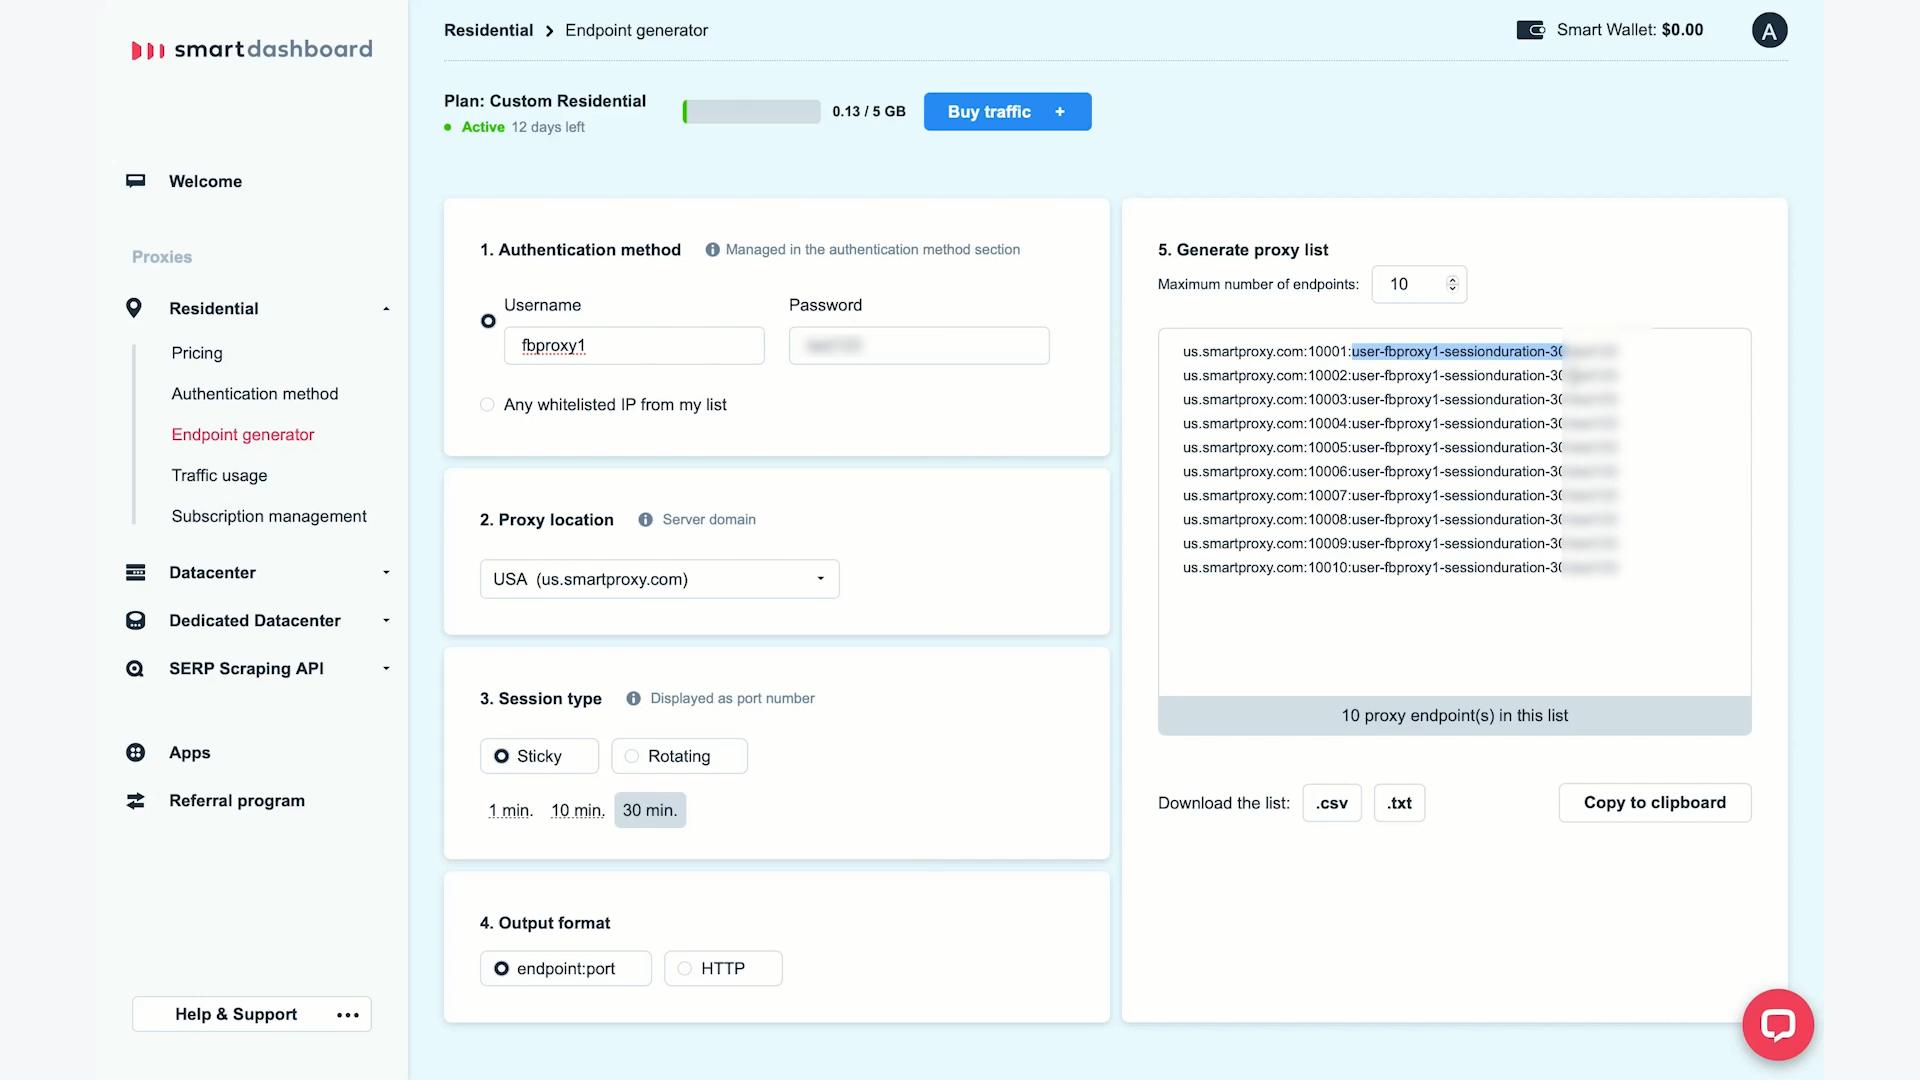 smartdashboard
Residential > Endpoint generator
Smart Wallet: $0.00
A
Plan: Custom Residential
Active 12 days left
0.13 / 5 GB
Buy traffic +
Welcome
Proxies
Residential
Pricing
Authentication method
Endpoint generator
Traffic usage
Subscription management
Datacenter
Dedicated Datacenter
SERP Scraping API
Apps
Referral program
Help & Support
1. Authentication method
Managed in the authentication method section
Username
Password
fbproxy1
Any whitelisted IP from my list
2. Proxy location
Server domain
USA (us.smartproxy.com)
3. Session type
Displayed as port number
Sticky
Rotating
1 min. 10 min. 30 min.
4. Output format
endpoint:port
HTTP
5. Generate proxy list
Maximum number of endpoints: 10
us.smartproxy.com:10001:user-fbproxy1-sessionduration-30
us.smartproxy.com:10002:user-fbproxy1-sessionduration-30
us.smartproxy.com:10003:user-fbproxy1-sessionduration-30
us.smartproxy.com:10004:user-fbproxy1-sessionduration-30
us.smartproxy.com:10005:user-fbproxy1-sessionduration-30
us.smartproxy.com:10006:user-fbproxy1-sessionduration-30
us.smartproxy.com:10007:user-fbproxy1-sessionduration-30
us.smartproxy.com:10008:user-fbproxy1-sessionduration-30
us.smartproxy.com:10009:user-fbproxy1-sessionduration-30
us.smartproxy.com:10010:user-fbproxy1-sessionduration-30
10 proxy endpoint(s) in this list
Download the list: .csv .txt
Copy to clipboard